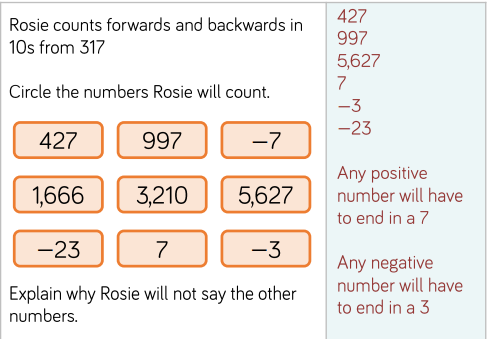 Rosie counts forwards and backwards in
10s from 317
Circle the numbers Rosie will count.
427 997 −7
1,666 3,210 5,627
−23 7 −3
Explain why Rosie will not say the other
numbers.
427
997
5,627
7
−3
−23
Any positive
number will have
to end in a 7
Any negative
number will have
to end in a 3